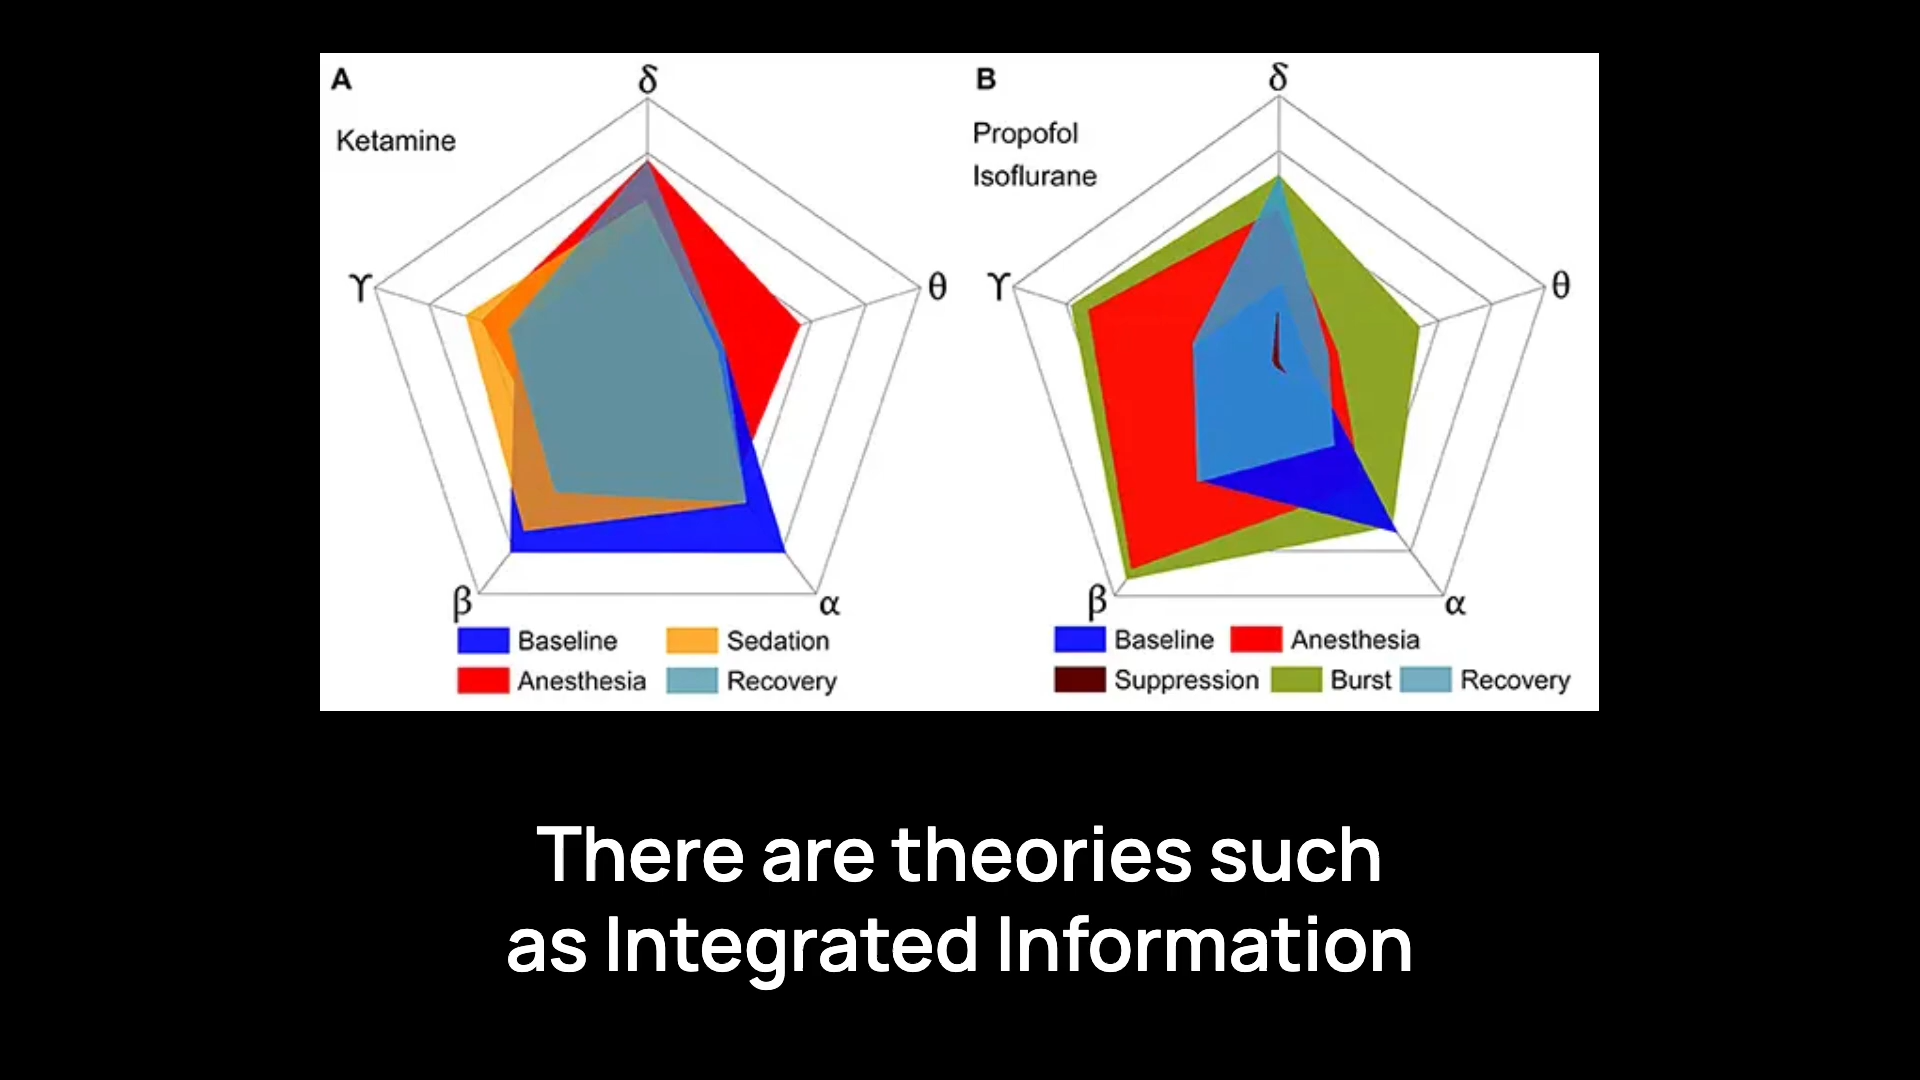 A
Ketamine
δ
ϒ
θ
β
α
Baseline
Sedation
Anesthesia
Recovery
B
Propofol
Isoflurane
δ
ϒ
θ
β
α
Baseline
Anesthesia
Suppression
Burst
Recovery
There are theories such
as Integrated Information